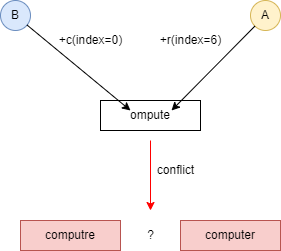 B
A
+c(index=0)
+r(index=6)
ompute
conflict
computre
?
computer